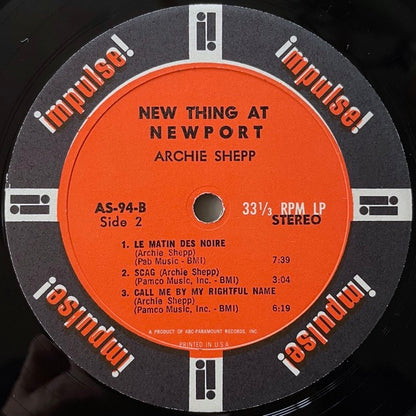 impulse!
impulse!
NEW THING AT
NEWPORT
ARCHIE SHEPP
AS-94-B
Side 2
33 1/3 RPM LP
STEREO
1. LE MATIN DES NOIRE
(Archie Shepp)
(Pab Music - BMI) 7:39
2. SCAG (Archie Shepp)
(Pamco Music, Inc. - BMI) 3:04
3. CALL ME BY MY RIGHTFUL NAME
(Archie Shepp)
(Pamco Music, Inc. - BMI) 6:19
A PRODUCT OF ABC-PARAMOUNT RECORDS, INC.
PRINTED IN U.S.A.
impulse!
impulse!